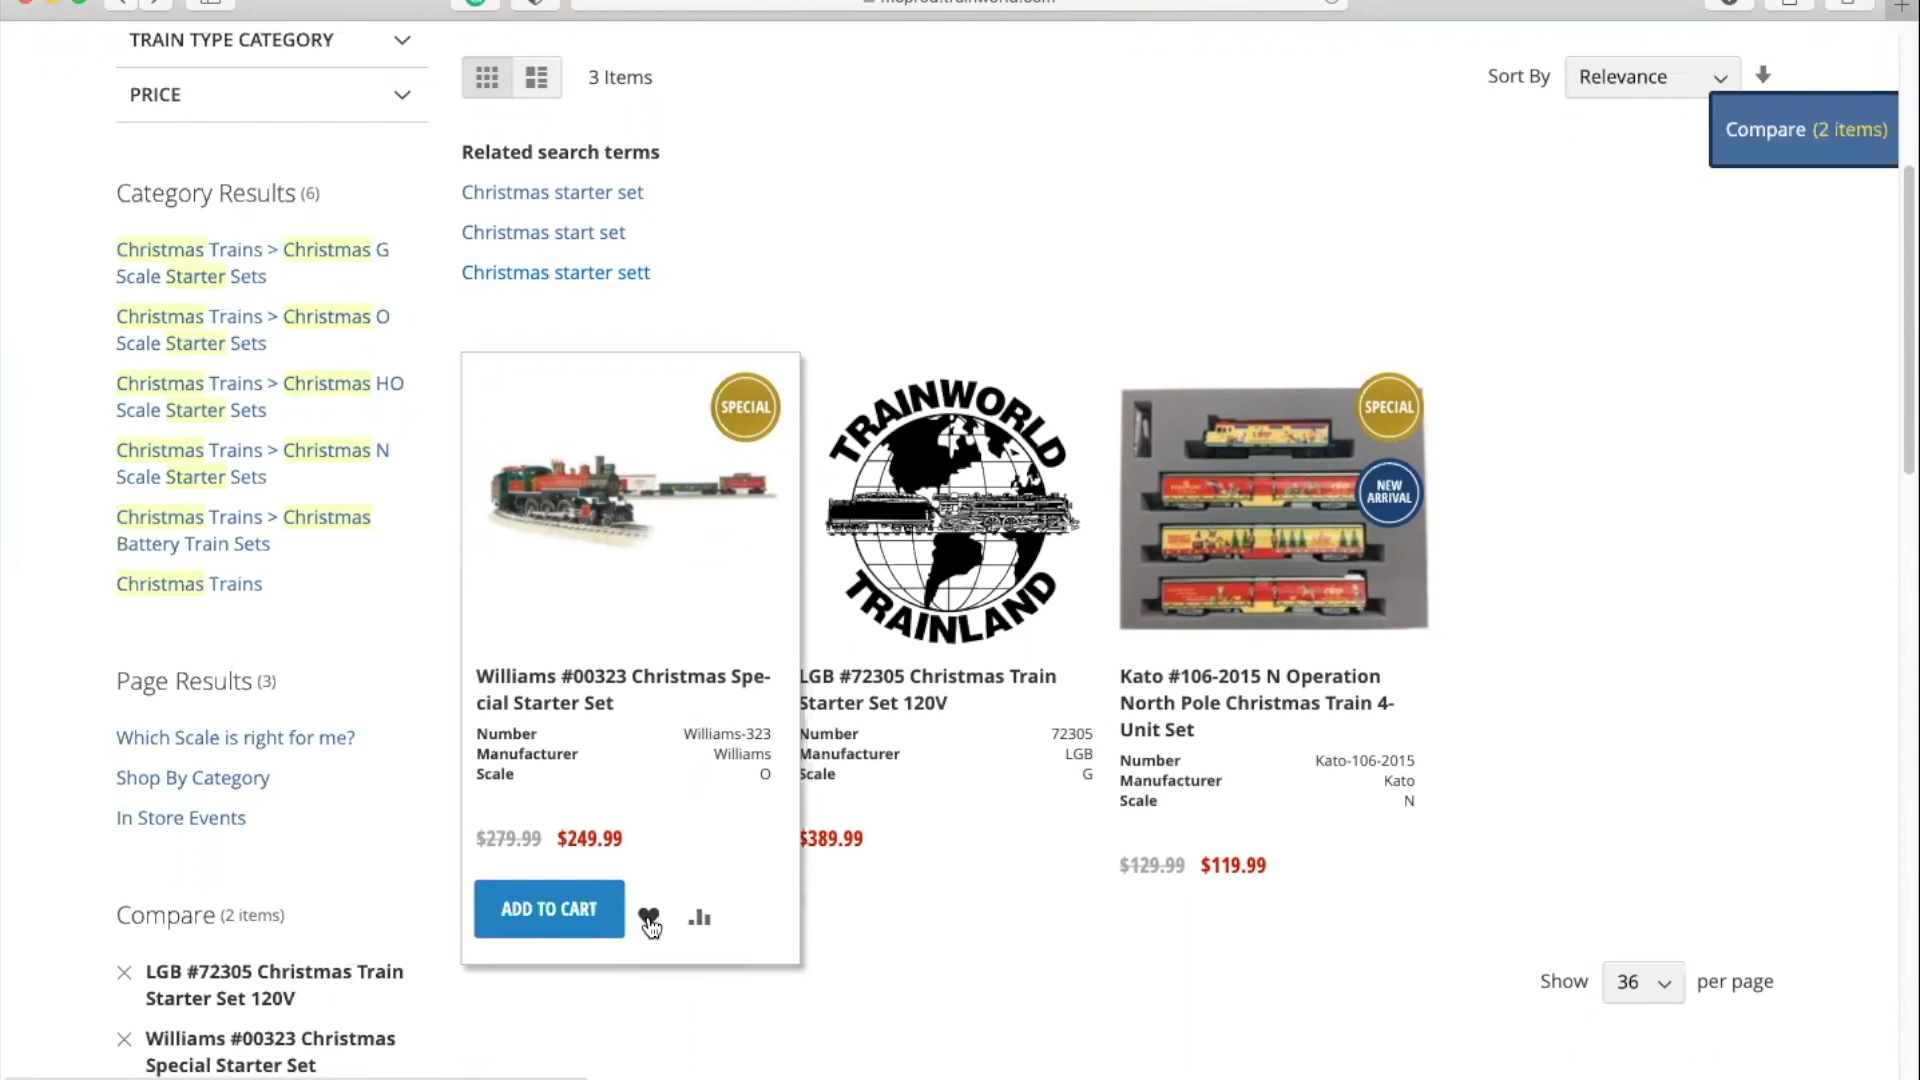 TRAIN TYPE CATEGORY
PRICE
3 Items
Sort By Relevance
Compare (2 items)
Related search terms
Christmas starter set
Christmas start set
Christmas starter sett
Category Results (6)
Christmas Trains > Christmas G
Scale Starter Sets
Christmas Trains > Christmas O
Scale Starter Sets
Christmas Trains > Christmas HO
Scale Starter Sets
Christmas Trains > Christmas N
Scale Starter Sets
Christmas Trains > Christmas
Battery Train Sets
Christmas Trains
Page Results (3)
Which Scale is right for me?
Shop By Category
In Store Events
Compare (2 items)
LGB #72305 Christmas Train
Starter Set 120V
Williams #00323 Christmas
Special Starter Set
SPECIAL
Williams #00323 Christmas Spe-
cial Starter Set
Number Williams-323
Manufacturer Williams
Scale O
$279.99 $249.99
ADD TO CART
TRAINWORLD
TRAINLAND
LGB #72305 Christmas Train
Starter Set 120V
Number 72305
Manufacturer LGB
Scale G
$389.99
SPECIAL
NEW
ARRIVAL
Kato #106-2015 N Operation
North Pole Christmas Train 4-
Unit Set
Number Kato-106-2015
Manufacturer Kato
Scale N
$129.99 $119.99
Show 36 per page